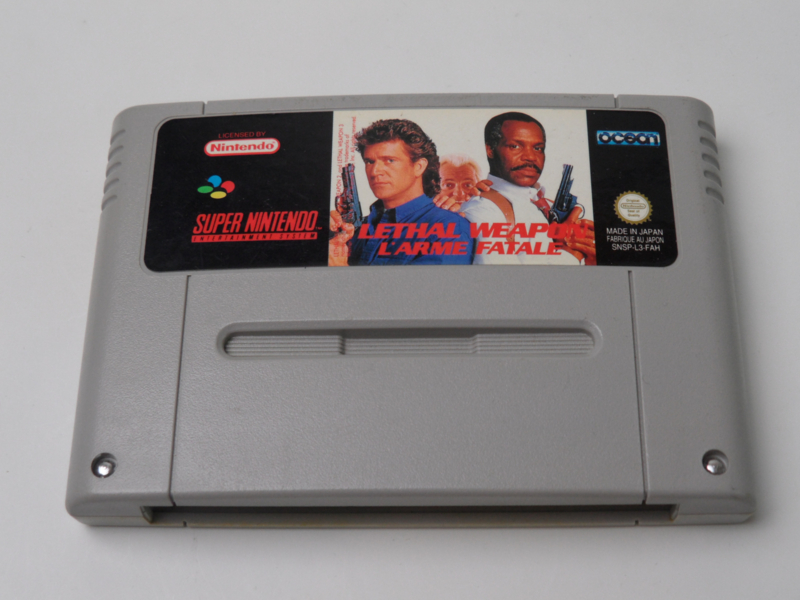 LICENSED BY
Nintendo
SUPER NINTENDO
ENTERTAINMENT SYSTEM
LETHAL WEAPON
L'ARME FATALE
ocean
MADE IN JAPAN
FABRIQUE AU JAPON
SNSP-L3-FAH